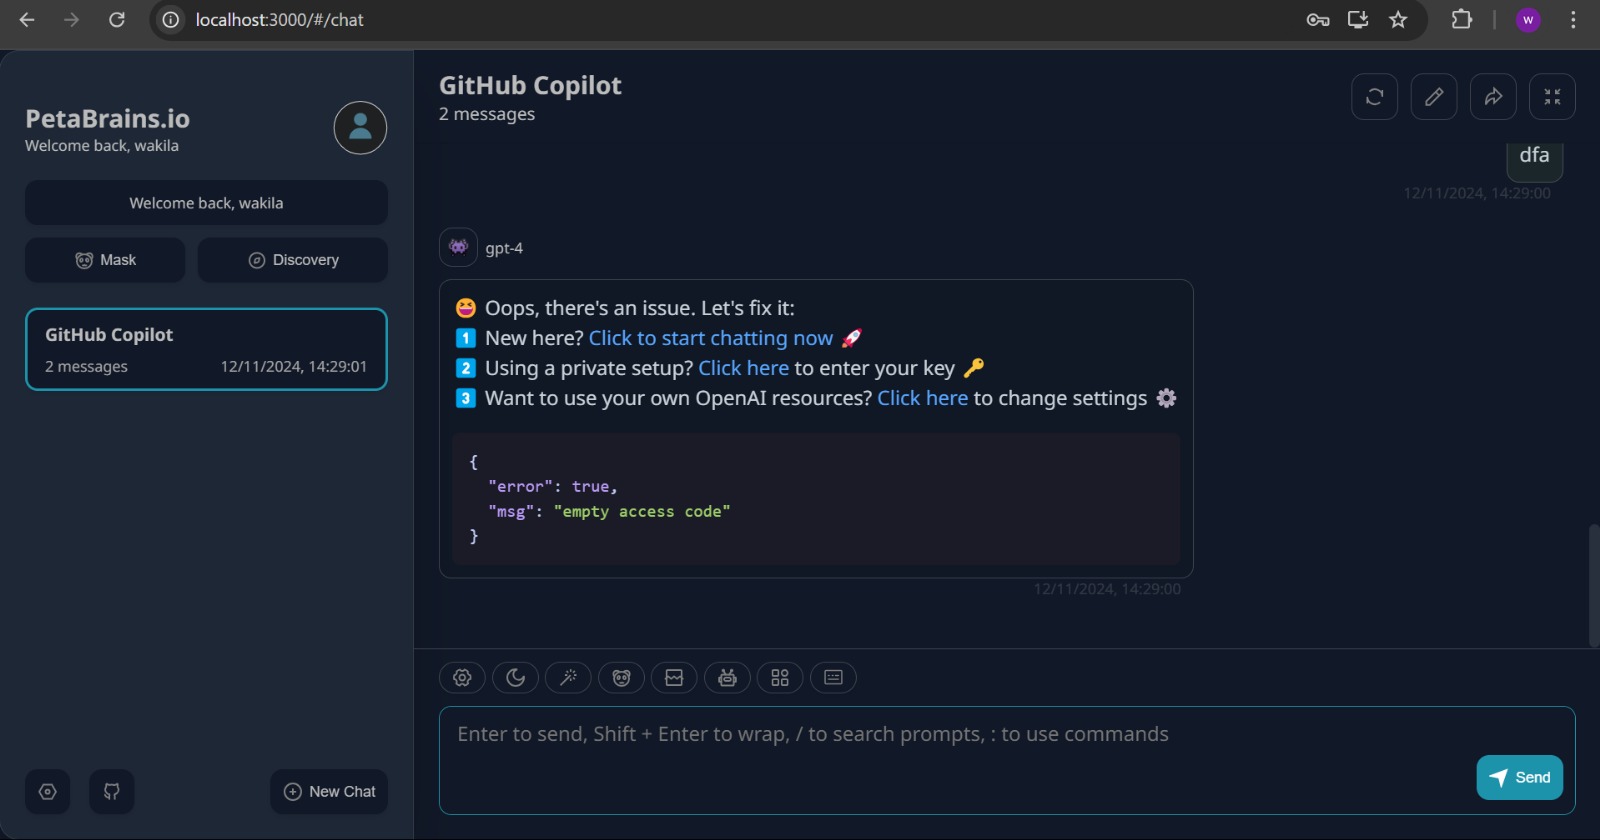 localhost:3000/#/chat
W
PetaBrains.io
Welcome back, wakila
Welcome back, wakila
Mask
Discovery
GitHub Copilot
2 messages
12/11/2024, 14:29:01
New Chat
GitHub Copilot
2 messages
dfa
12/11/2024, 14:29:00
gpt-4
😆 Oops, there's an issue. Let's fix it:
1️⃣ New here? Click to start chatting now 🚀
2️⃣ Using a private setup? Click here to enter your key 🔑
3️⃣ Want to use your own OpenAI resources? Click here to change settings ⚙️
{
"error": true,
"msg": "empty access code"
}
12/11/2024, 14:29:00
Enter to send, Shift + Enter to wrap, / to search prompts, : to use commands
Send